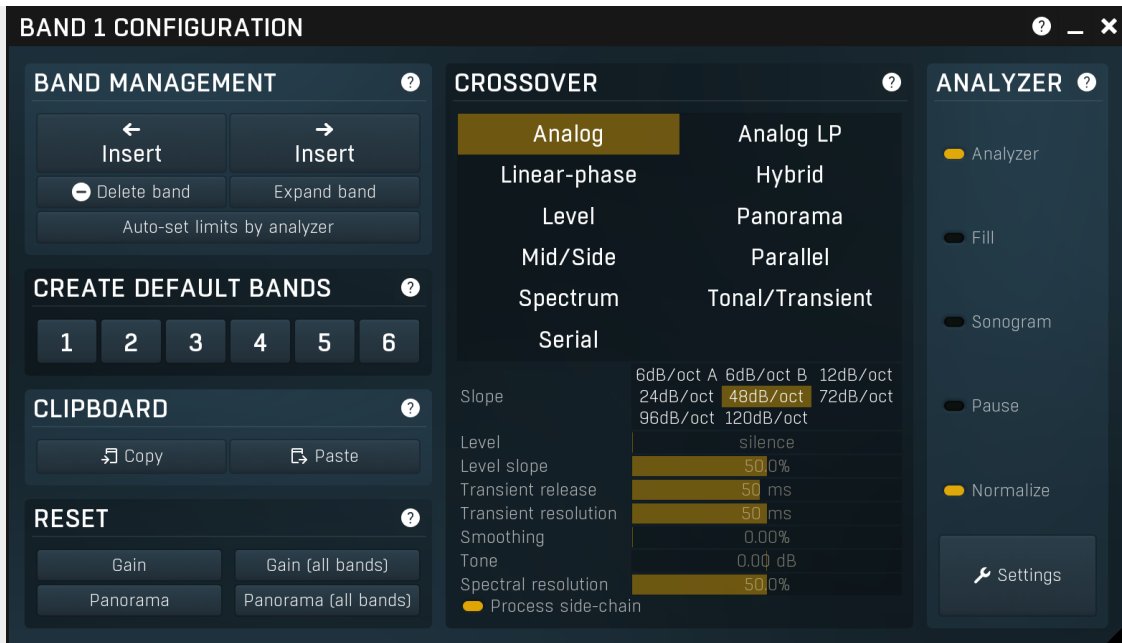 BAND 1 CONFIGURATION
?
BAND MANAGEMENT ?
Insert Insert
Delete band Expand band
Auto-set limits by analyzer
CREATE DEFAULT BANDS ?
1 2 3 4 5 6
CLIPBOARD ?
Copy Paste
RESET ?
Gain Gain (all bands)
Panorama Panorama (all bands)
CROSSOVER ?
Analog Analog LP
Linear-phase Hybrid
Level Panorama
Mid/Side Parallel
Spectrum Tonal/Transient
Serial
6dB/oct A 6dB/oct B 12dB/oct
Slope 24dB/oct 48dB/oct 72dB/oct
96dB/oct 120dB/oct
Level silence
Level slope 50.0%
Transient release 50 ms
Transient resolution 50 ms
Smoothing 0.00%
Tone 0.00 dB
Spectral resolution 50.0%
Process side-chain
ANALYZER ?
Analyzer
Fill
Sonogram
Pause
Normalize
Settings